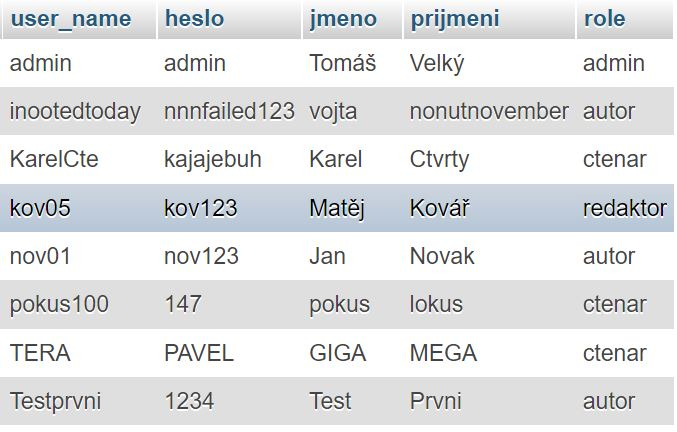 user_name heslo jmeno prijmeni role
admin admin Tomáš Velký admin
inootedtoday nnnfailed123 vojta nonutnovember autor
KarelCte kajajebuh Karel Ctvrty ctenar
kov05 kov123 Matěj Kovář redaktor
nov01 nov123 Jan Novak autor
pokus100 147 pokus lokus ctenar
TERA PAVEL GIGA MEGA ctenar
Testprvni 1234 Test Prvni autor